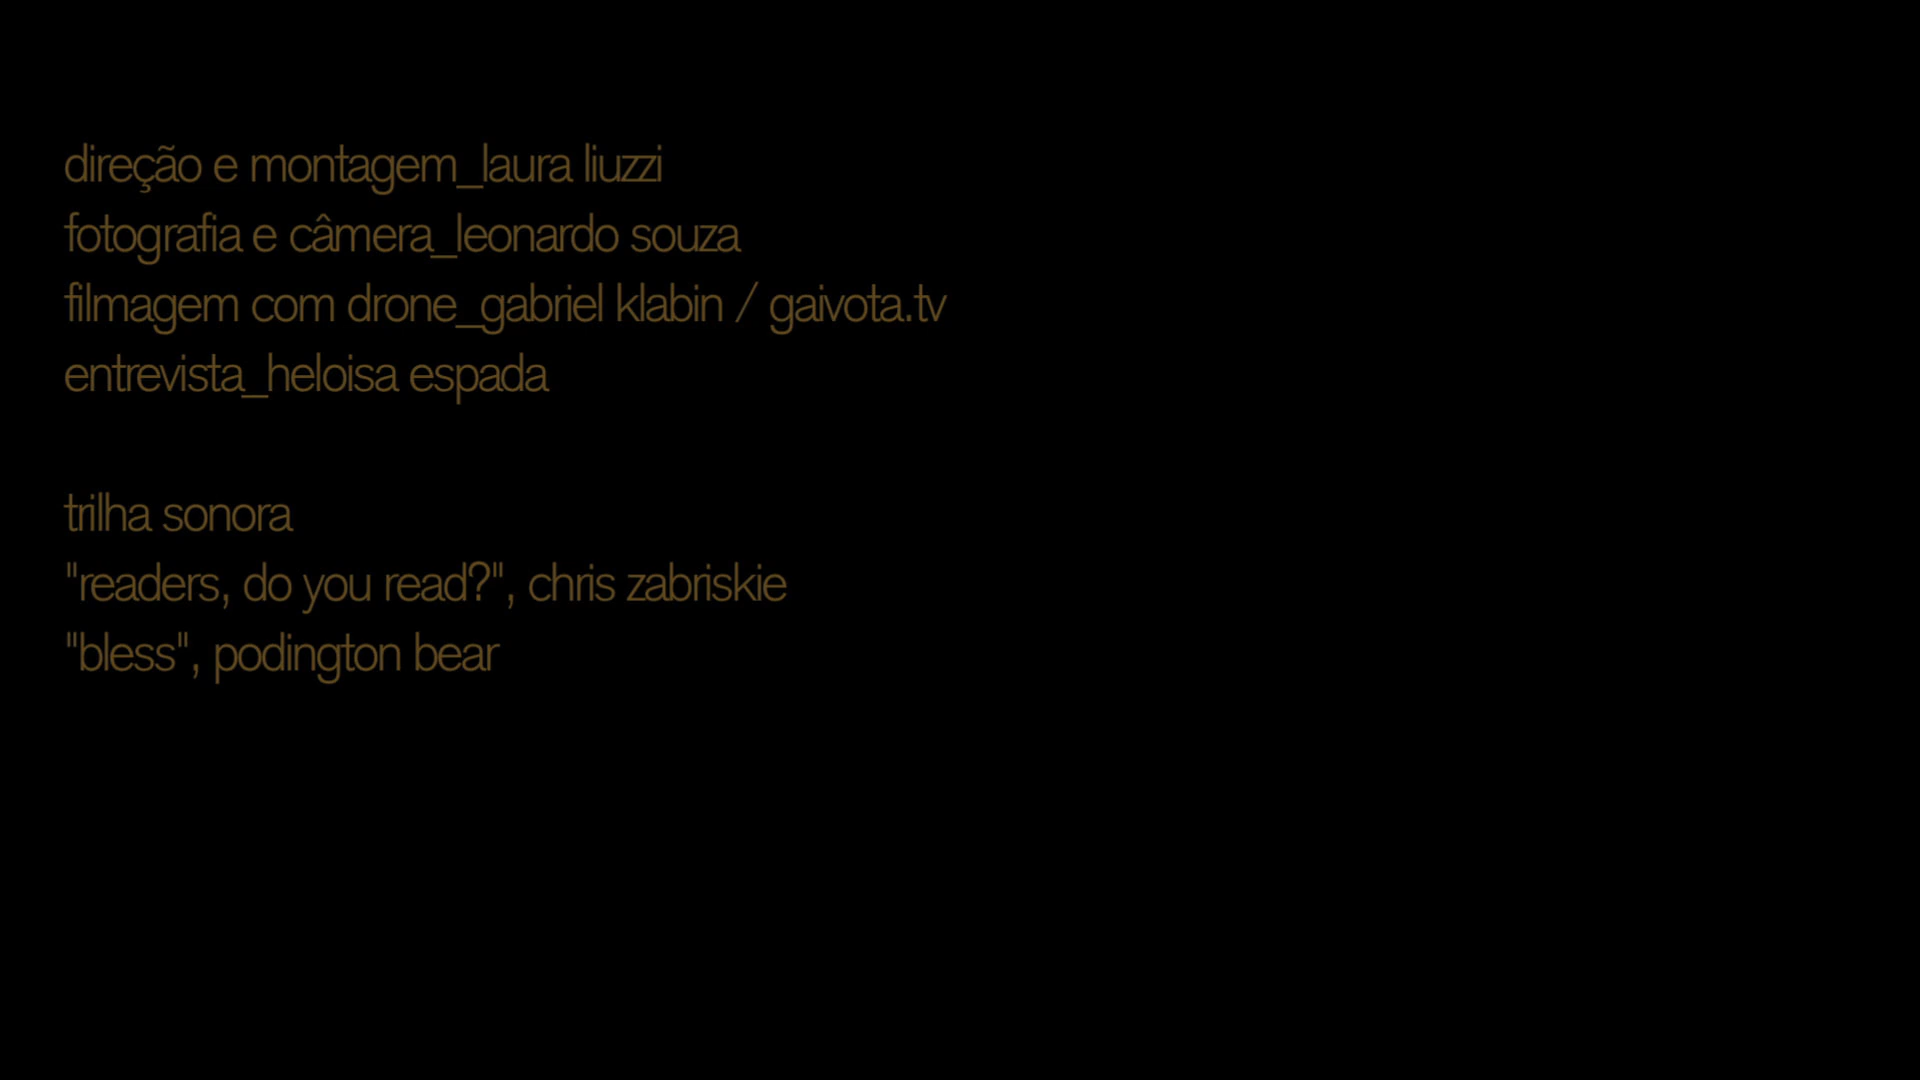 direção e montagem_laura liuzzi
fotografia e câmera_leonardo souza
filmagem com drone_gabriel klabin / gaivota.tv
entrevista_heloisa espada
trilha sonora
"readers, do you read?", chris zabriskie
"bless", podington bear